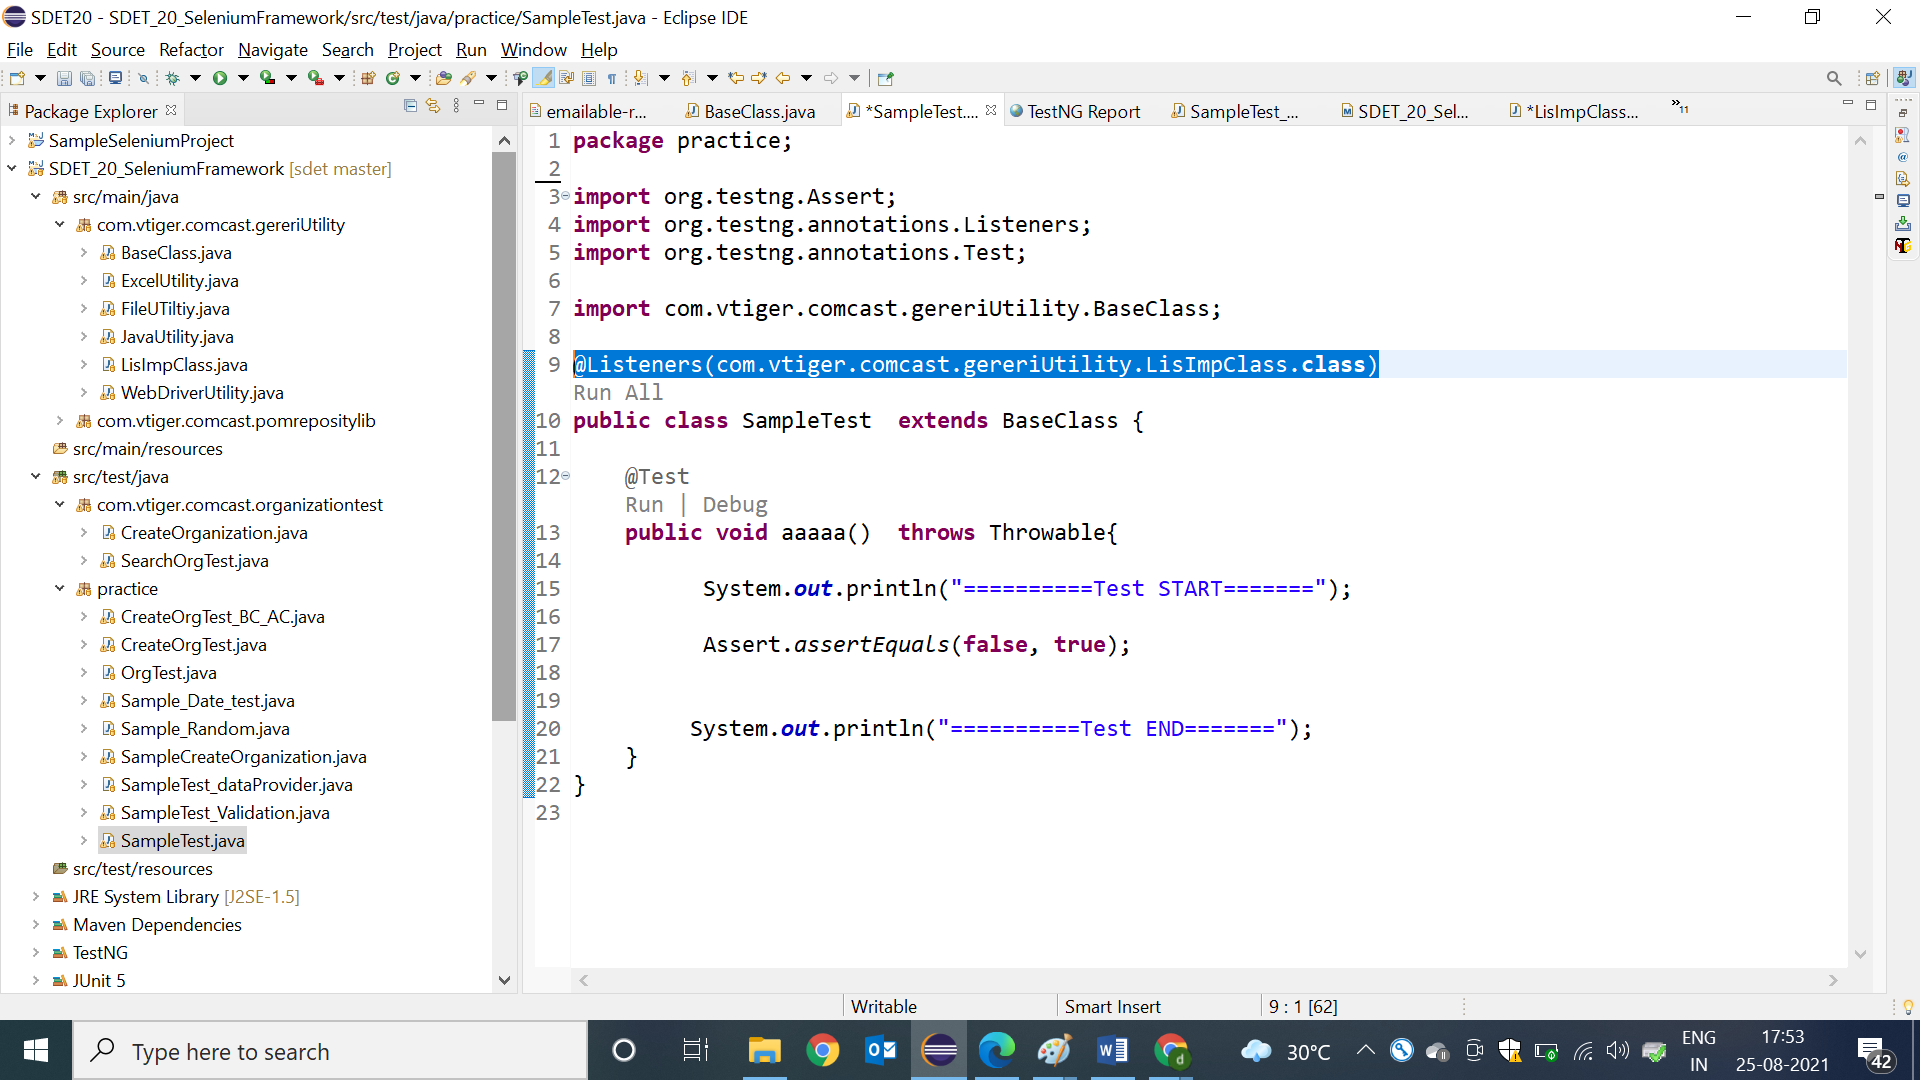 SDET20 - SDET_20_SeleniumFramework/src/test/java/practice/SampleTest.java - Eclipse IDE
File Edit Source Refactor Navigate Search Project Run Window Help
Package Explorer
SampleSeleniumProject
SDET_20_SeleniumFramework [sdet master]
src/main/java
com.vtiger.comcast.gereriUtility
BaseClass.java
ExcelUtility.java
FileUTiltiy.java
JavaUtility.java
LisImpClass.java
WebDriverUtility.java
com.vtiger.comcast.pomrepositylib
src/main/resources
src/test/java
com.vtiger.comcast.organizationtest
CreateOrganization.java
SearchOrgTest.java
practice
CreateOrgTest_BC_AC.java
CreateOrgTest.java
OrgTest.java
Sample_Date_test.java
Sample_Random.java
SampleCreateOrganization.java
SampleTest_dataProvider.java
SampleTest_Validation.java
SampleTest.java
src/test/resources
JRE System Library [J2SE-1.5]
Maven Dependencies
TestNG
JUnit 5
emailable-r... BaseClass.java *SampleTest.... TestNG Report SampleTest_... SDET_20_Sel... *LisImpClass... »11
1 package practice;
2
3 import org.testng.Assert;
4 import org.testng.annotations.Listeners;
5 import org.testng.annotations.Test;
6
7 import com.vtiger.comcast.gereriUtility.BaseClass;
8
9 @Listeners(com.vtiger.comcast.gereriUtility.LisImpClass.class)
Run All
10 public class SampleTest  extends BaseClass {
11
12 @Test
Run | Debug
13 public void aaaaa()  throws Throwable{
14
15 System.out.println("==========Test START=======");
16
17 Assert.assertEquals(false, true);
18
19
20 System.out.println("==========Test END=======");
21 }
22 }
23
Writable Smart Insert 9 : 1 [62]
Type here to search
30°C
ENG
IN
17:53
25-08-2021
42